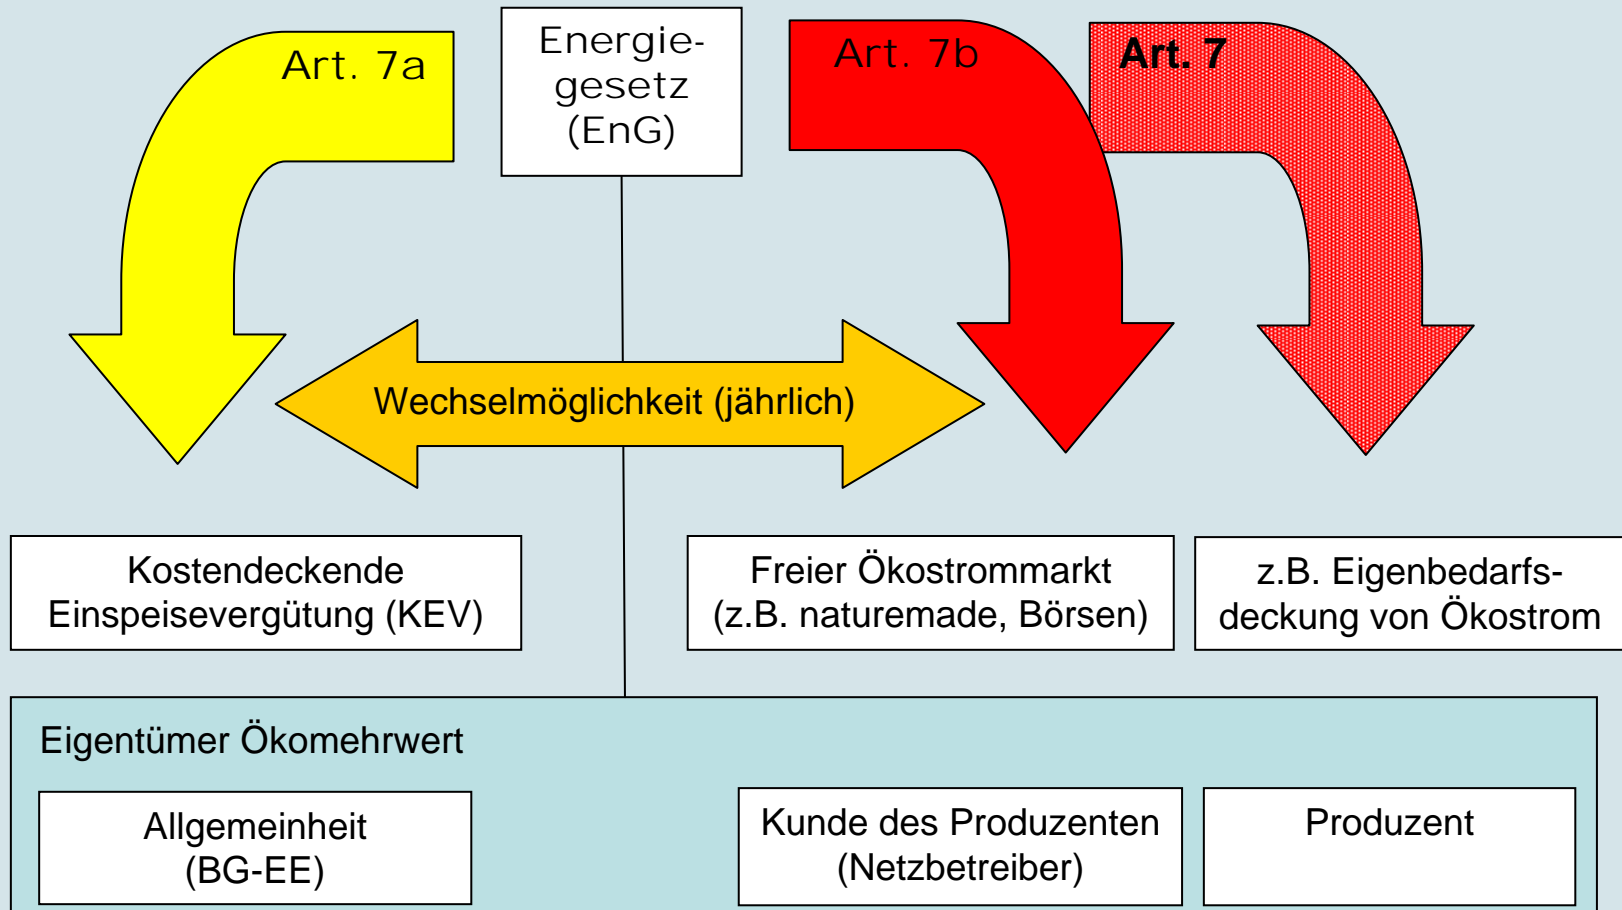 Art. 7a
Energie-
gesetz
(EnG)
Art. 7b
Art. 7
Wechselmöglichkeit (jährlich)
Kostendeckende
Einspeisevergütung (KEV)
Freier Ökostrommarkt
(z.B. naturemade, Börsen)
z.B. Eigenbedarfs-
deckung von Ökostrom
Eigentümer Ökomehrwert
Allgemeinheit
(BG-EE)
Kunde des Produzenten
(Netzbetreiber)
Produzent